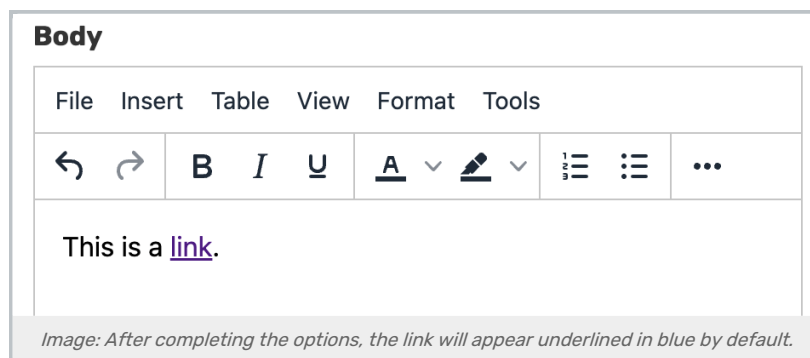 Body
File Insert Table View Format Tools
B I U A
This is a link.
Image: After completing the options, the link will appear underlined in blue by default.